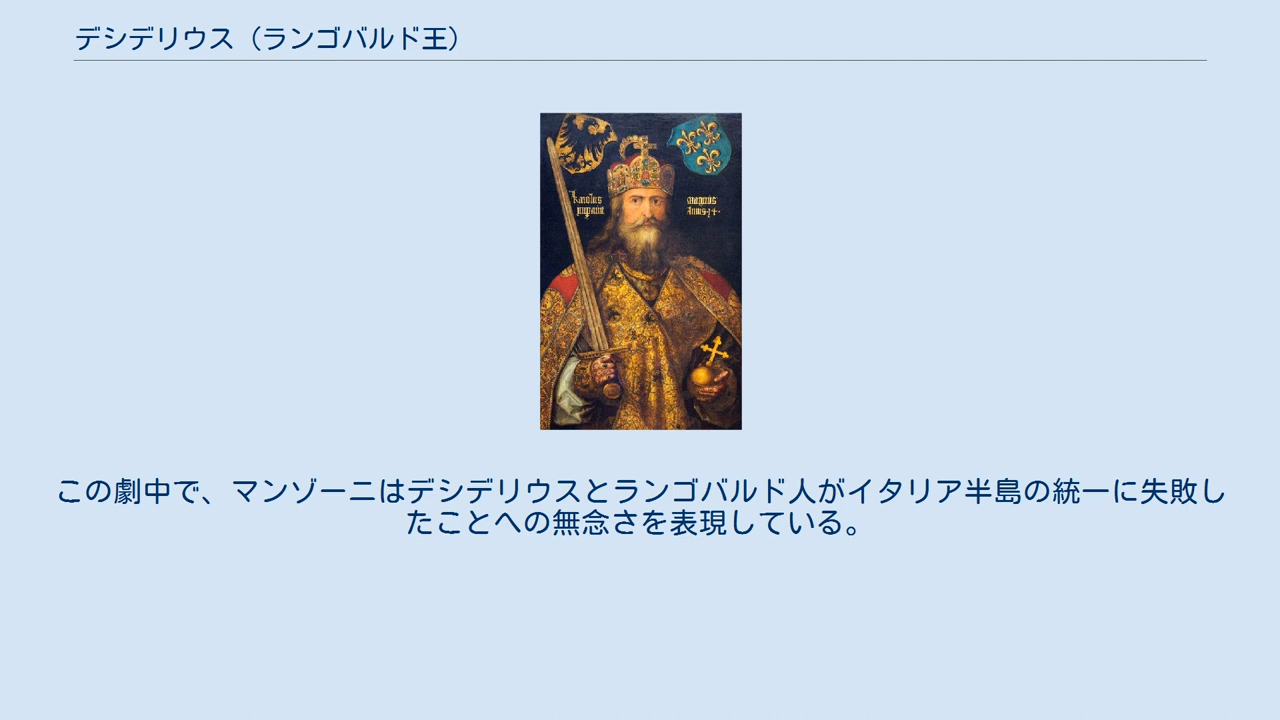 デシデリウス（ランゴバルド王）
Karolus magnus
この劇中で、マンゾーニはデシデリウスとランゴバルド人がイタリア半島の統一に失敗し
たことへの無念さを表現している。